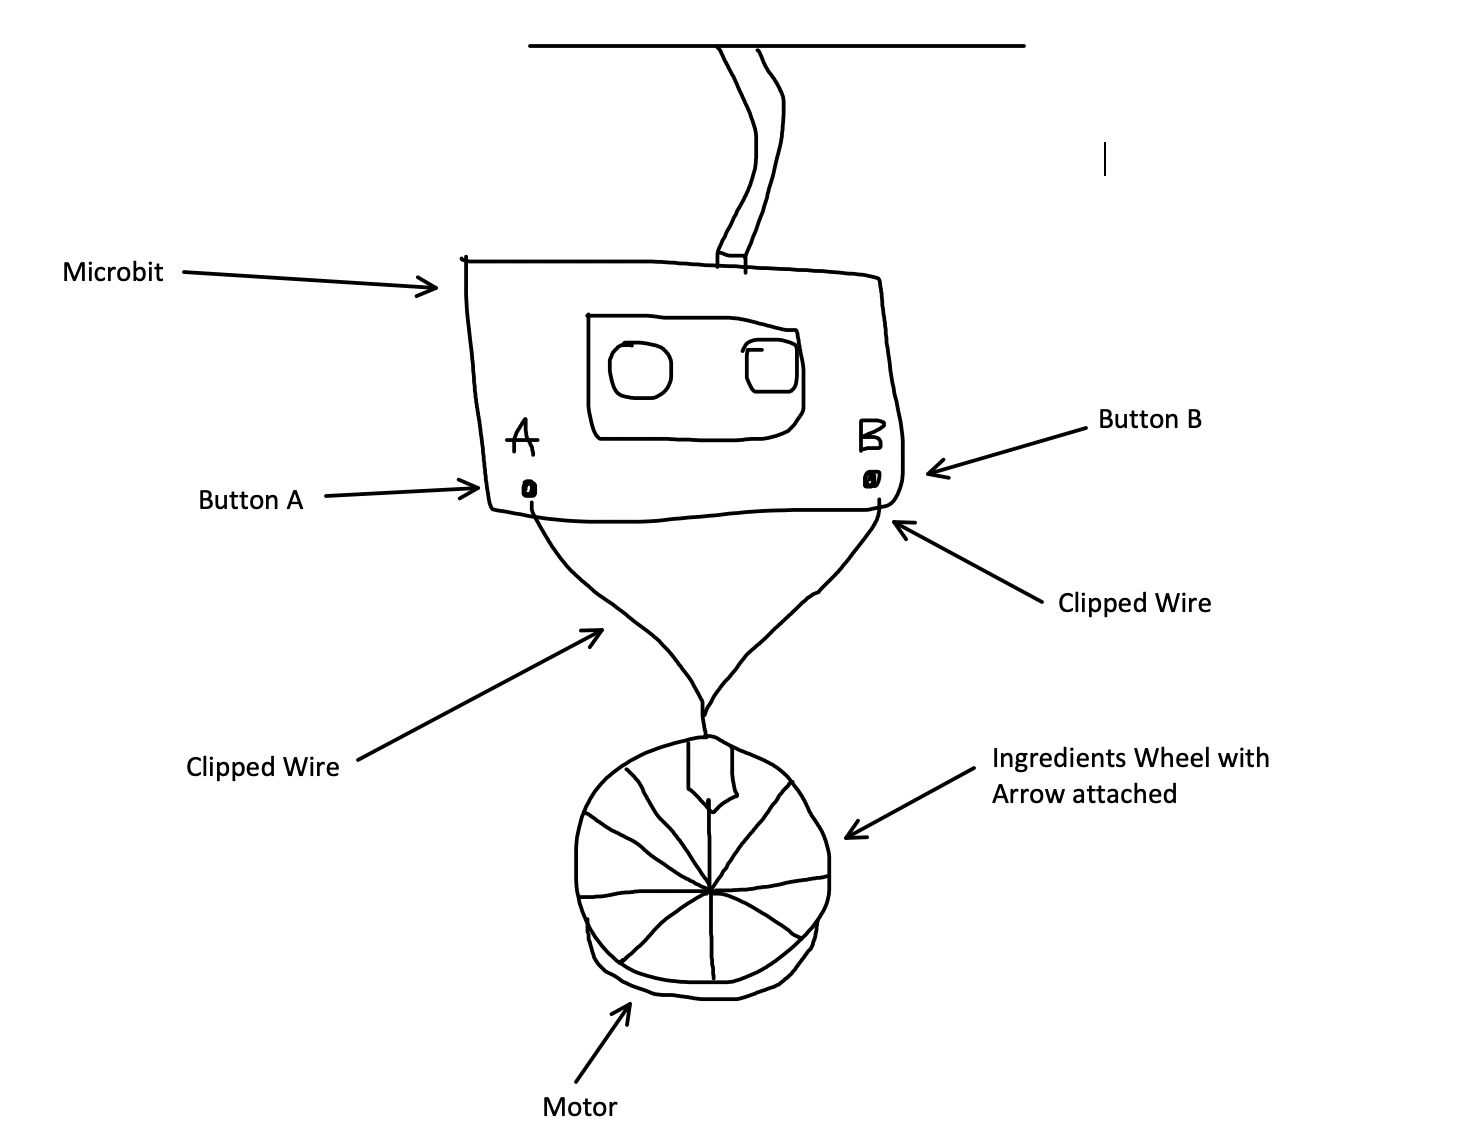 Microbit
A
B
Button B
Button A
Clipped Wire
Clipped Wire
Ingredients Wheel with
Arrow attached
Motor